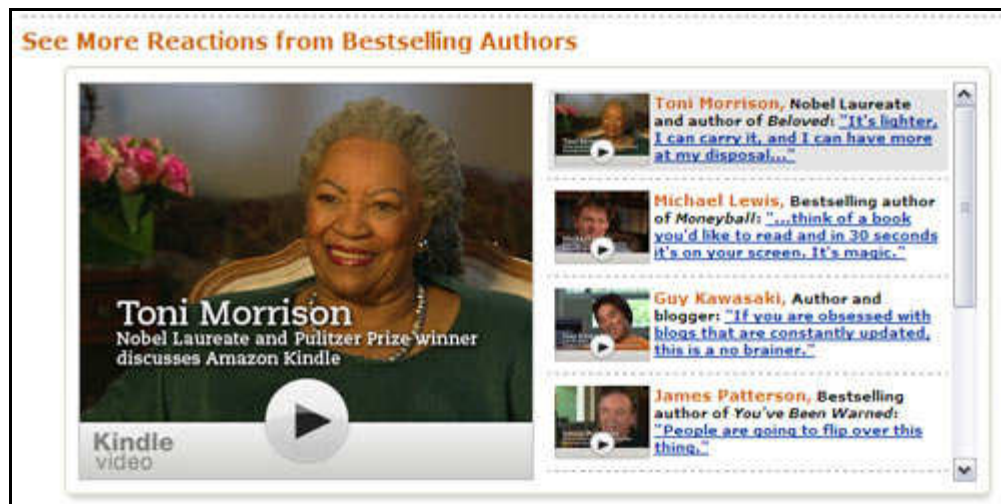 See More Reactions from Bestselling Authors
Toni Morrison
Nobel Laureate and Pulitzer Prize winner
discusses Amazon Kindle
Kindle
video
Toni Morrison, Nobel Laureate
and author of Beloved: "It's lighter,
I can carry it, and I can have more
at my disposal..."
Michael Lewis, Bestselling author
of Moneyball: "...think of a book
you'd like to read and in 30 seconds
it's on your screen. It's magic."
Guy Kawasaki, Author and
blogger: "If you are obsessed with
blogs that are constantly updated,
this is a no brainer."
James Patterson, Bestselling
author of You've Been Warned:
"People are going to flip over this
thing."